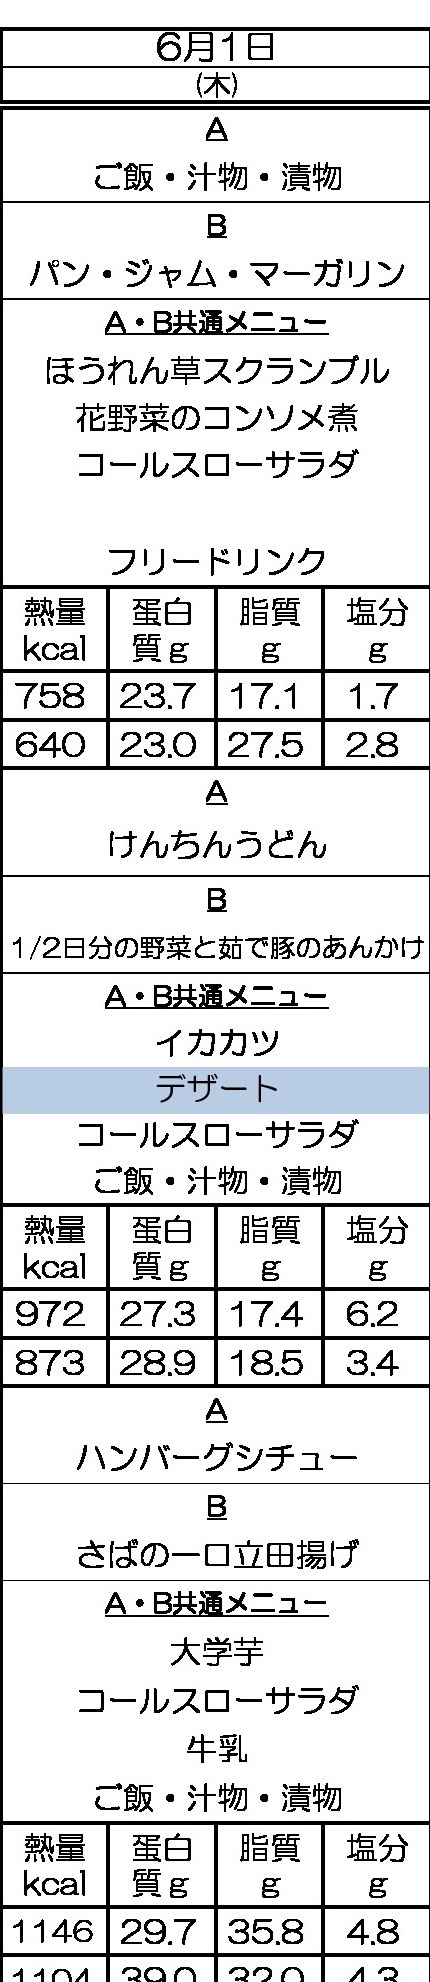 6月1日
(木)
A
ご飯・汁物・漬物
B
パン・ジャム・マーガリン
A・B共通メニュー
ほうれん草スクランブル
花野菜のコンソメ煮
コールスローサラダ
フリードリンク
熱量 蛋白 脂質 塩分
kcal 質g g g
758 23.7 17.1 1.7
640 23.0 27.5 2.8
A
けんちんうどん
B
1/2日分の野菜と茹で豚のあんかけ
A・B共通メニュー
イカカツ
デザート
コールスローサラダ
ご飯・汁物・漬物
熱量 蛋白 脂質 塩分
kcal 質g g g
972 27.3 17.4 6.2
873 28.9 18.5 3.4
A
ハンバーグシチュー
B
さばの一口立田揚げ
A・B共通メニュー
大学芋
コールスローサラダ
牛乳
ご飯・汁物・漬物
熱量 蛋白 脂質 塩分
kcal 質g g g
1146 29.7 35.8 4.8
1104 39.0 32.0 4.3